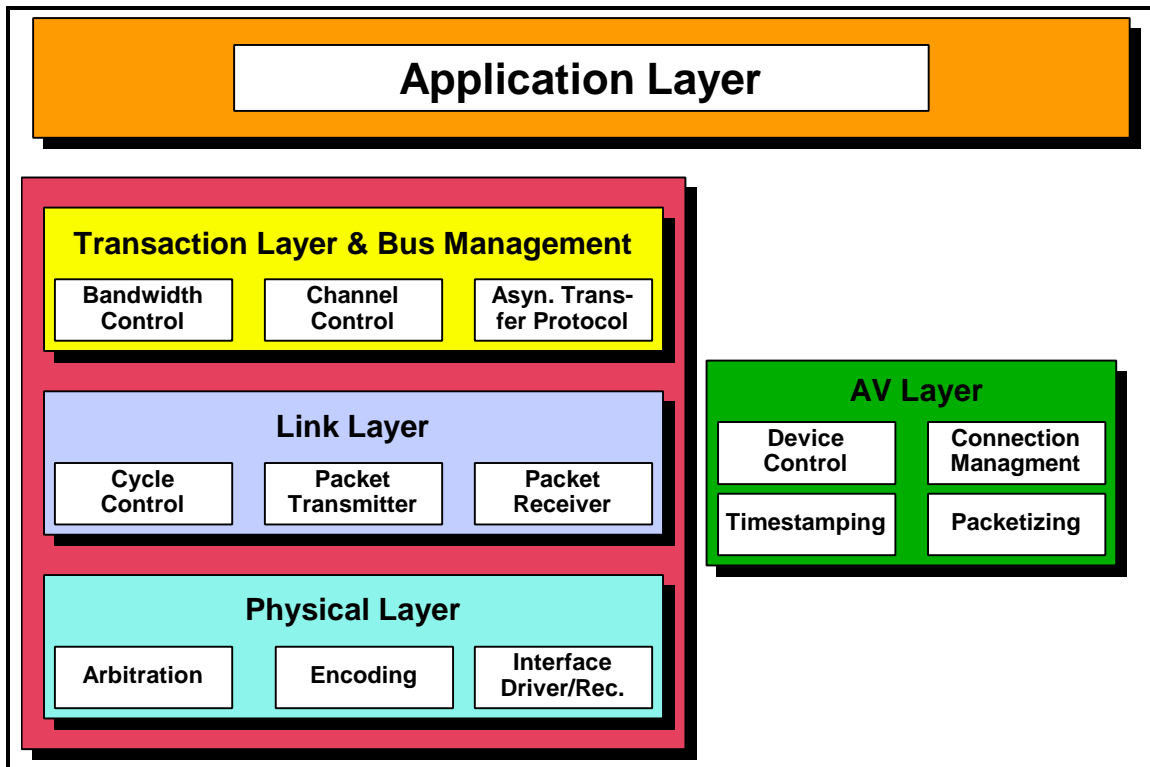 Application Layer
Transaction Layer & Bus Management
Bandwidth
Control
Channel
Control
Asyn. Trans-
fer Protocol
Link Layer
Cycle
Control
Packet
Transmitter
Packet
Receiver
Physical Layer
Arbitration
Encoding
Interface
Driver/Rec.
AV Layer
Device
Control
Connection
Managment
Timestamping
Packetizing